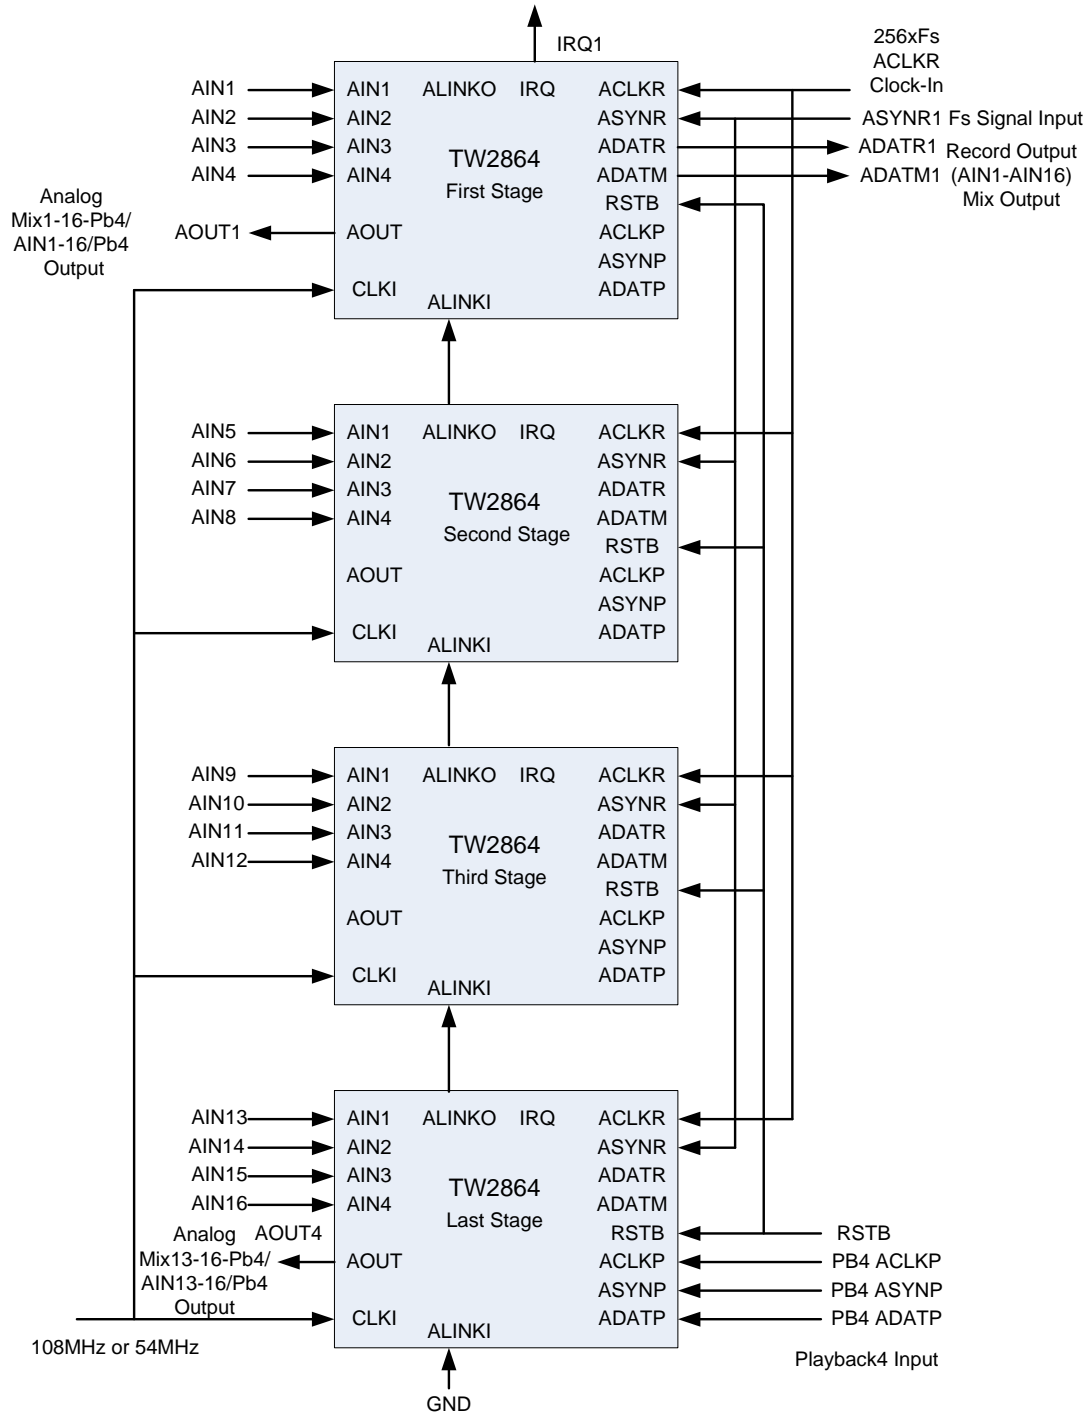 IRQ1
256xFs
ACLKR
Clock-In
AIN1 AIN1 ALINKO IRQ ACLKR
AIN2 AIN2 ASYNR ASYNR1 Fs Signal Input
AIN3 AIN3 TW2864 ADATR ADATR1 Record Output
AIN4 AIN4 First Stage ADATM ADATM1 (AIN1-AIN16)
Mix Output
RSTB
Analog
Mix1-16-Pb4/
AIN1-16/Pb4
Output
AOUT1 AOUT ACLKP
ASYNP
CLKI ALINKI ADATP
AIN5 AIN1 ALINKO IRQ ACLKR
AIN6 AIN2 ASYNR
AIN7 AIN3 TW2864 ADATR
AIN8 AIN4 Second Stage ADATM
RSTB
AOUT ACLKP
ASYNP
CLKI ALINKI ADATP
AIN9 AIN1 ALINKO IRQ ACLKR
AIN10 AIN2 ASYNR
AIN11 AIN3 TW2864 ADATR
AIN12 AIN4 Third Stage ADATM
RSTB
AOUT ACLKP
ASYNP
CLKI ALINKI ADATP
AIN13 AIN1 ALINKO IRQ ACLKR
AIN14 AIN2 ASYNR
AIN15 AIN3 TW2864 ADATR
AIN16 AIN4 Last Stage ADATM
Analog
Mix13-16-Pb4/
AIN13-16/Pb4
Output
AOUT4 RSTB RSTB
AOUT ACLKP PB4 ACLKP
ASYNP PB4 ASYNP
CLKI ALINKI ADATP PB4 ADATP
108MHz or 54MHz
Playback4 Input
GND